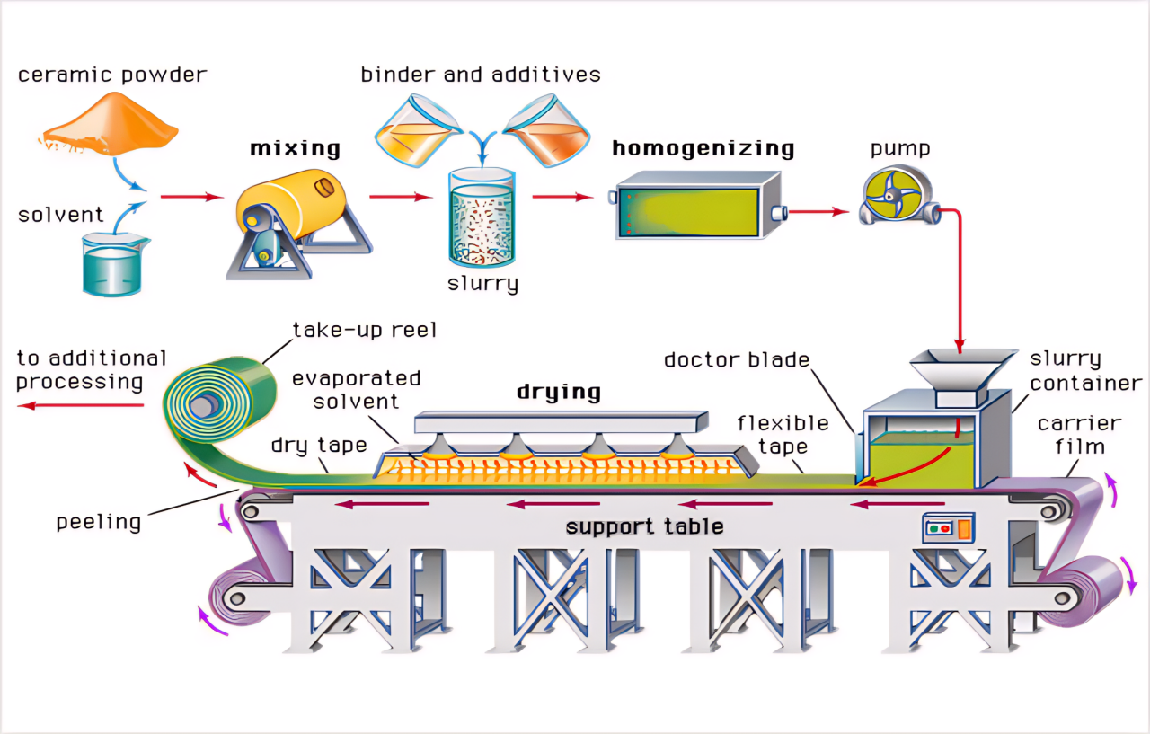 ceramic powder
binder and additives
mixing
homogenizing
pump
solvent
slurry
take-up reel
to additional
processing
evaporated
solvent
drying
doctor blade
slurry
container
flexible
tape
carrier
film
dry tape
peeling
support table